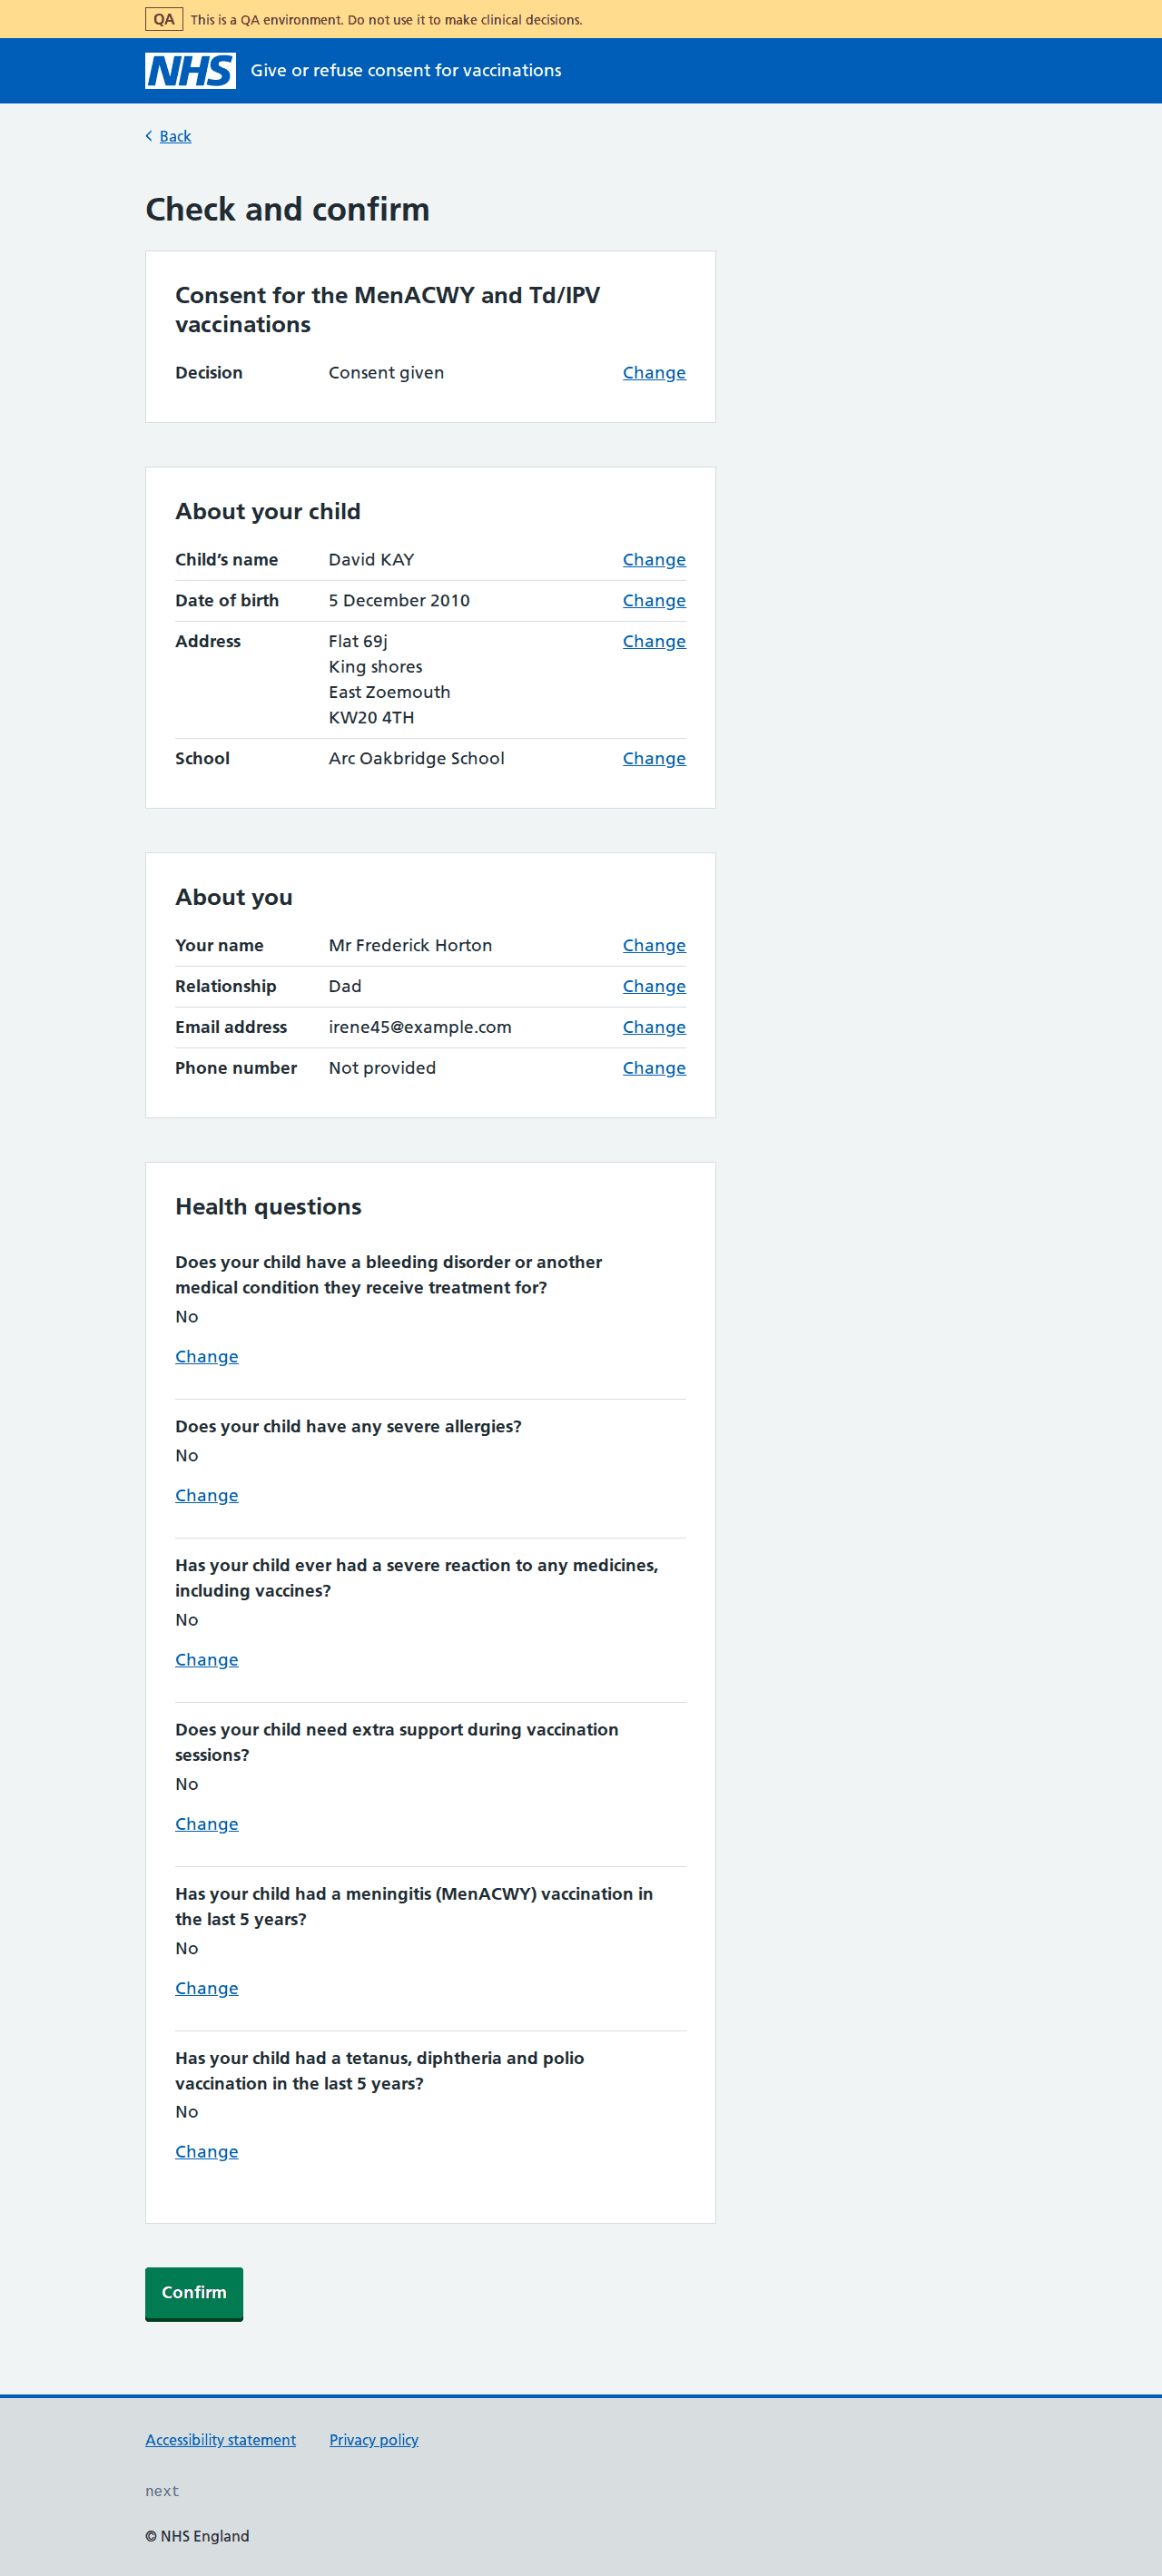 QA This is a QA environment. Do not use it to make clinical decisions.
NHS Give or refuse consent for vaccinations
Back
Check and confirm
Consent for the MenACWY and Td/IPV
vaccinations
Decision Consent given Change
About your child
Child’s name David KAY Change
Date of birth 5 December 2010 Change
Address Flat 69j Change
King shores
East Zoemouth
KW20 4TH
School Arc Oakbridge School Change
About you
Your name Mr Frederick Horton Change
Relationship Dad Change
Email address irene45@example.com Change
Phone number Not provided Change
Health questions
Does your child have a bleeding disorder or another
medical condition they receive treatment for?
No
Change
Does your child have any severe allergies?
No
Change
Has your child ever had a severe reaction to any medicines,
including vaccines?
No
Change
Does your child need extra support during vaccination
sessions?
No
Change
Has your child had a meningitis (MenACWY) vaccination in
the last 5 years?
No
Change
Has your child had a tetanus, diphtheria and polio
vaccination in the last 5 years?
No
Change
Confirm
Accessibility statement Privacy policy
next
© NHS England